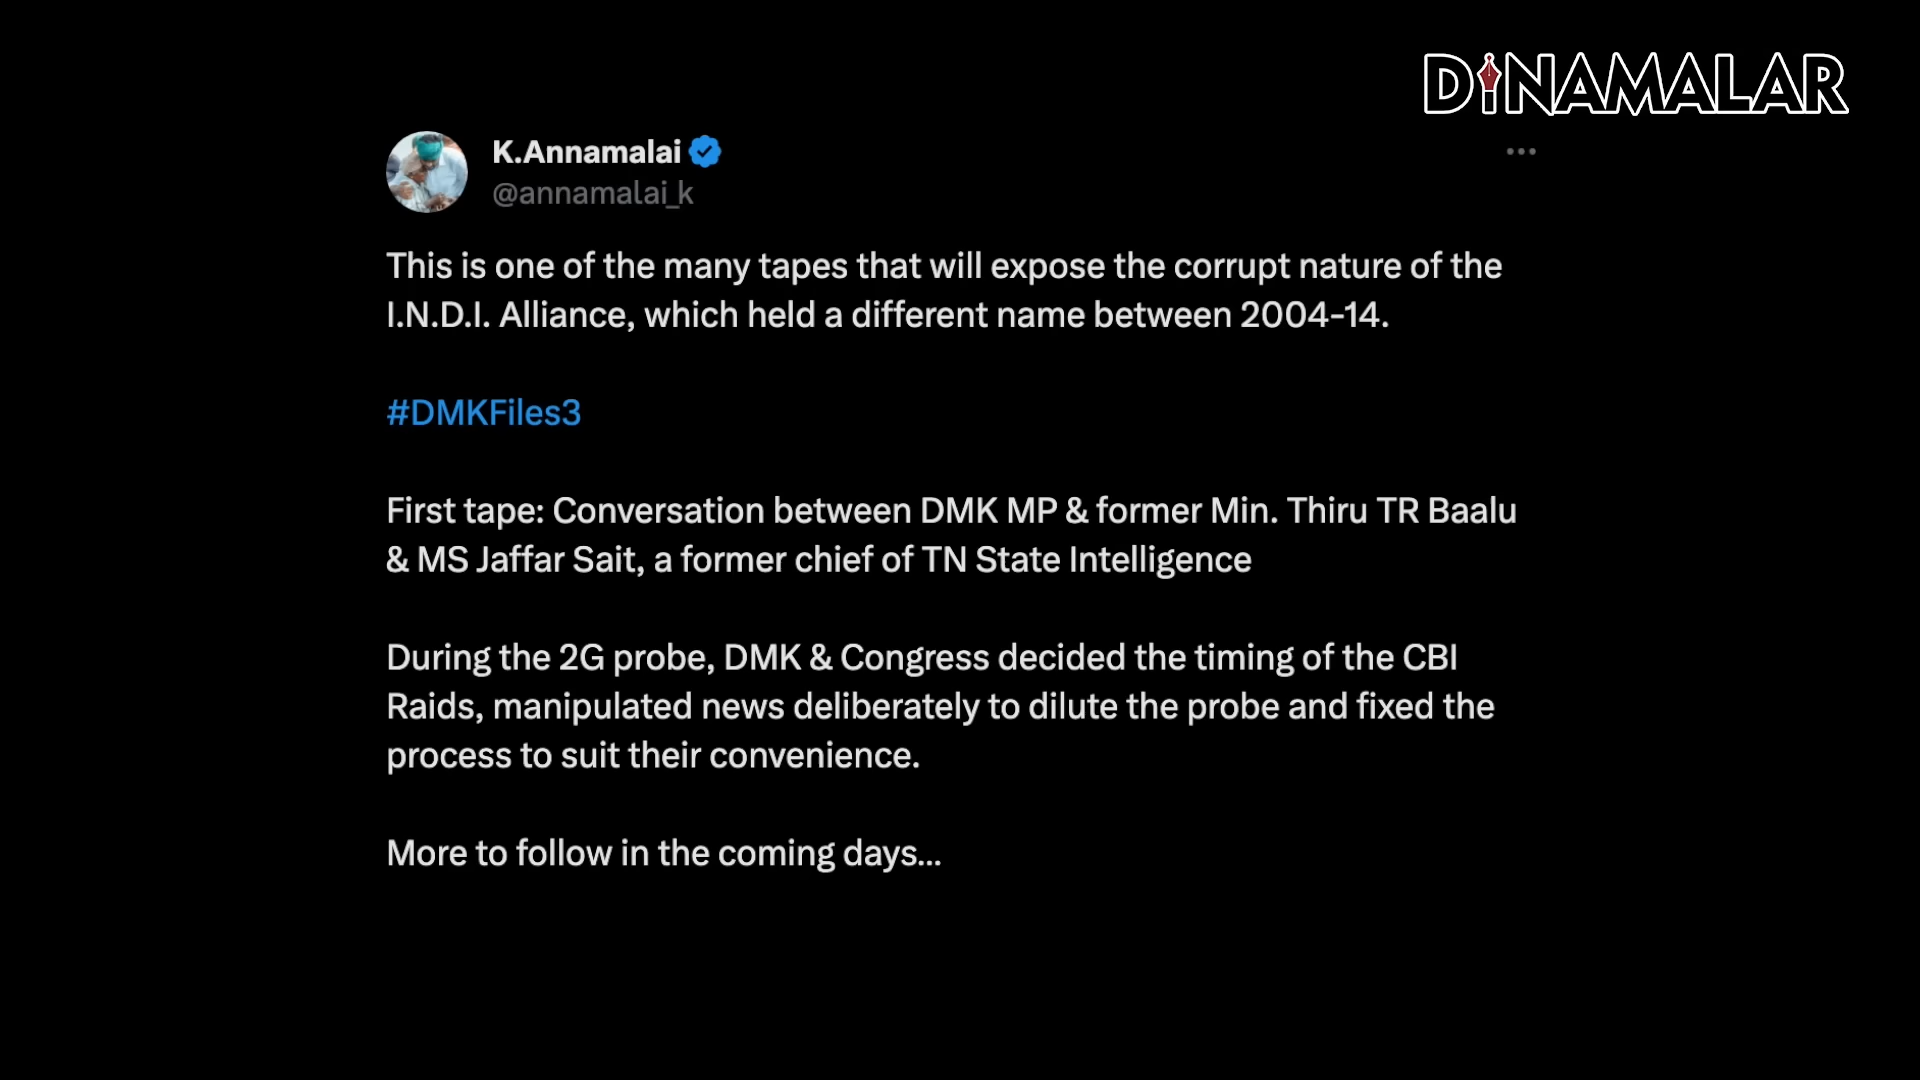 DiNAMALAR
K.Annamalai
@annamalai_k
This is one of the many tapes that will expose the corrupt nature of the
I.N.D.I. Alliance, which held a different name between 2004-14.
#DMKFiles3
First tape: Conversation between DMK MP & former Min. Thiru TR Baalu
& MS Jaffar Sait, a former chief of TN State Intelligence
During the 2G probe, DMK & Congress decided the timing of the CBI
Raids, manipulated news deliberately to dilute the probe and fixed the
process to suit their convenience.
More to follow in the coming days...